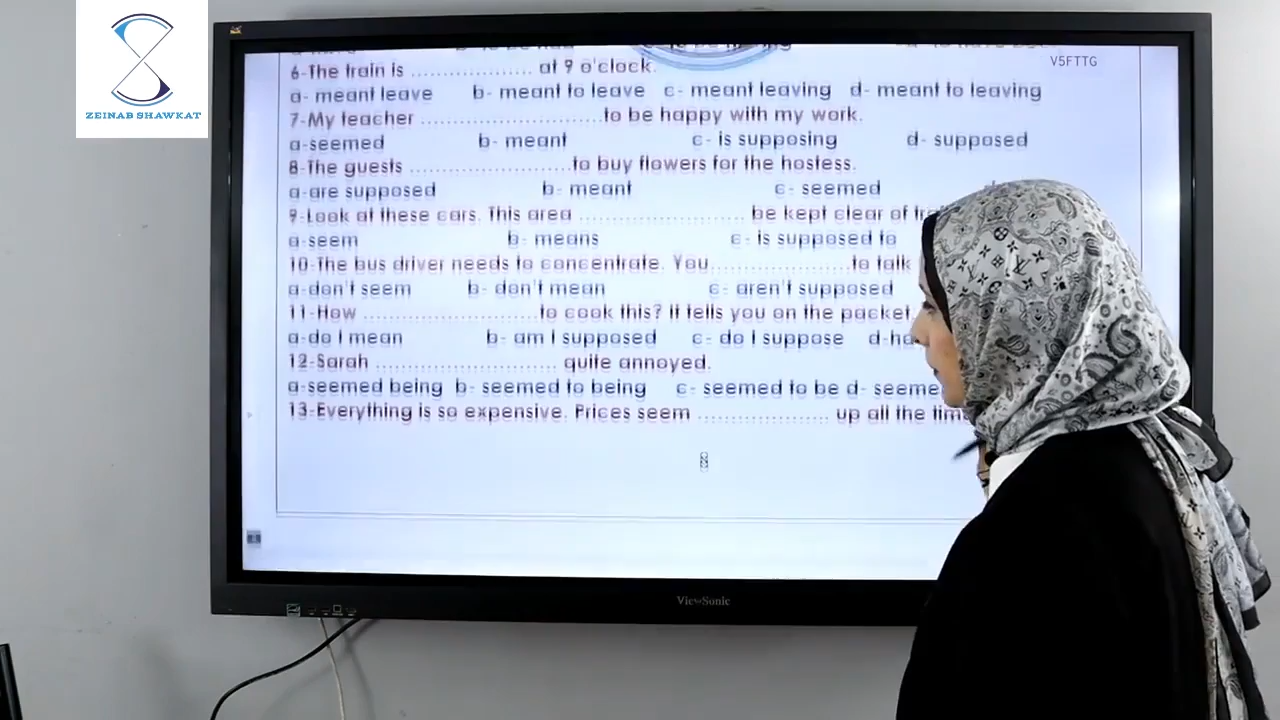 ZEINAB SHAWKAT
V5FTTG
6-The train is .................... at 9 o'clock.
a- meant leave b- meant to leave c- meant leaving d- meant to leaving
7-My teacher ..............................to be happy with my work.
a-seemed b- meant c- is supposing d- supposed
8-The guests ...........................to buy flowers for the hostess.
a-are supposed b- meant c- seemed
9-Look at these cars. This area ........................... be kept clear of
a-seem b- means c- is supposed to
10-The bus driver needs to concentrate. You.......................to talk
a-don't seem b- don't mean c- aren't supposed
11-How .............................to cook this? It tells you on the packet.
a-do I mean b- am I supposed c- do I suppose d-
12-Sarah .............................. quite annoyed.
a-seemed being b- seemed to being c- seemed to be d-
13-Everything is so expensive. Prices seem ...................... up all the
8
ViewSonic